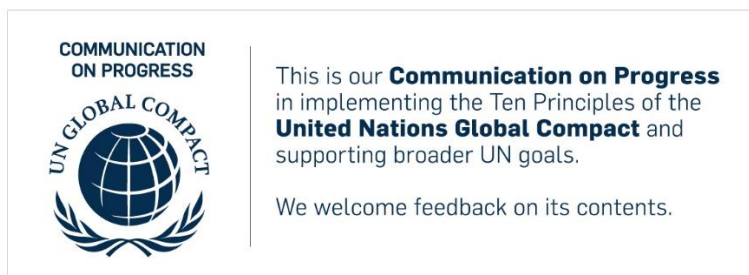 COMMUNICATION
ON PROGRESS
UN GLOBAL COMPACT
This is our Communication on Progress
in implementing the Ten Principles of the
United Nations Global Compact and
supporting broader UN goals.
We welcome feedback on its contents.